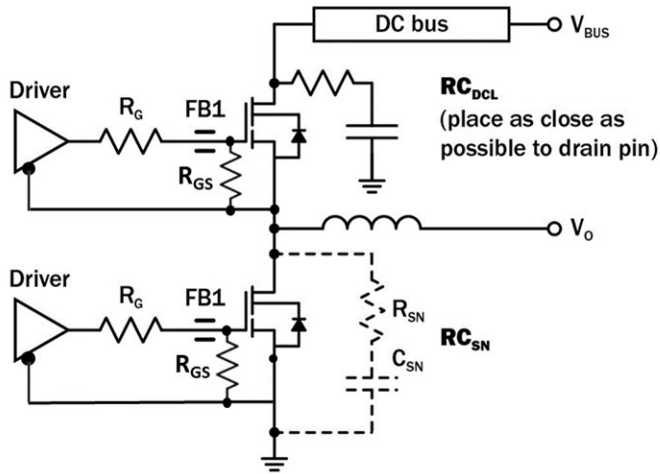 DC bus
V_BUS
Driver
R_G
FB1
RC_DCL
(place as close as
possible to drain pin)
R_GS
V_O
Driver
R_G
FB1
R_SN
RC_SN
R_GS
C_SN